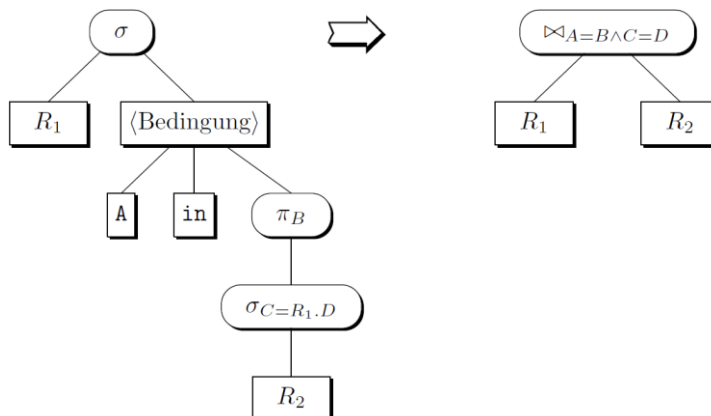 σ
⋈A=B∧C=D
R1
⟨Bedingung⟩
R1
R2
A
in
πB
σC=R1.D
R2